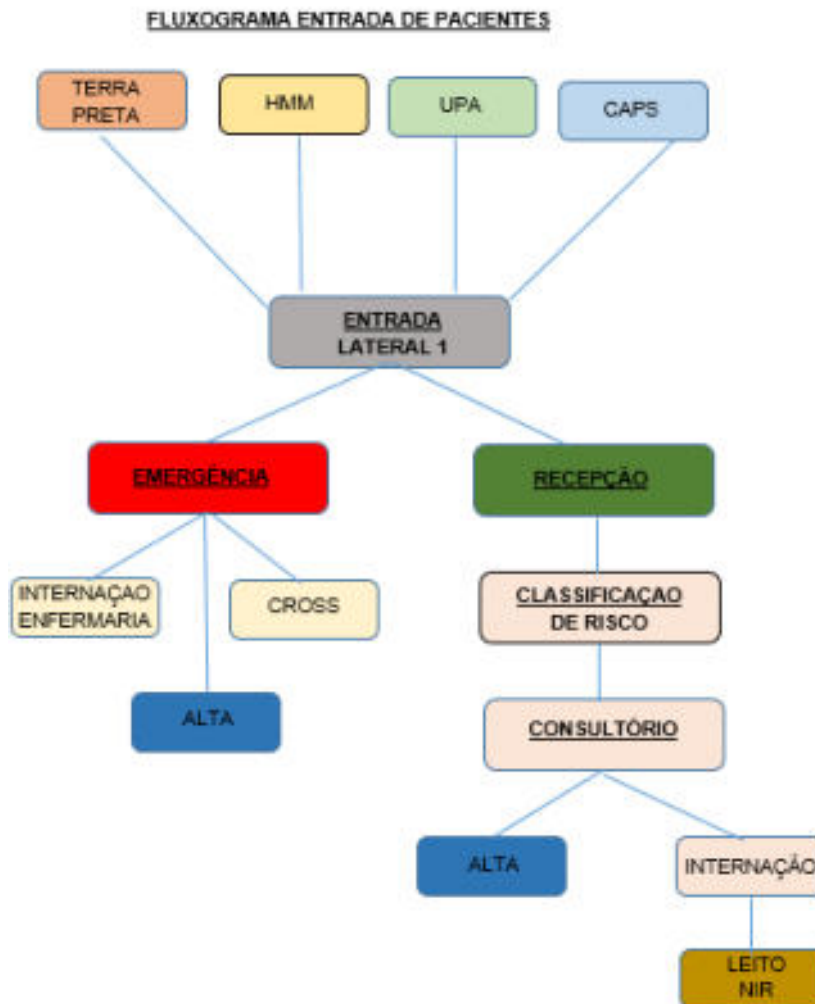 FLUXOGRAMA ENTRADA DE PACIENTES
TERRA
PRETA
HMM
UPA
CAPS
ENTRADA
LATERAL 1
EMERGÊNCIA
RECEPÇÃO
INTERNAÇAO
ENFERMARIA
CROSS
CLASSIFICAÇAO
DE RISCO
ALTA
CONSULTÓRIO
ALTA
INTERNAÇÃO
LEITO
NIR